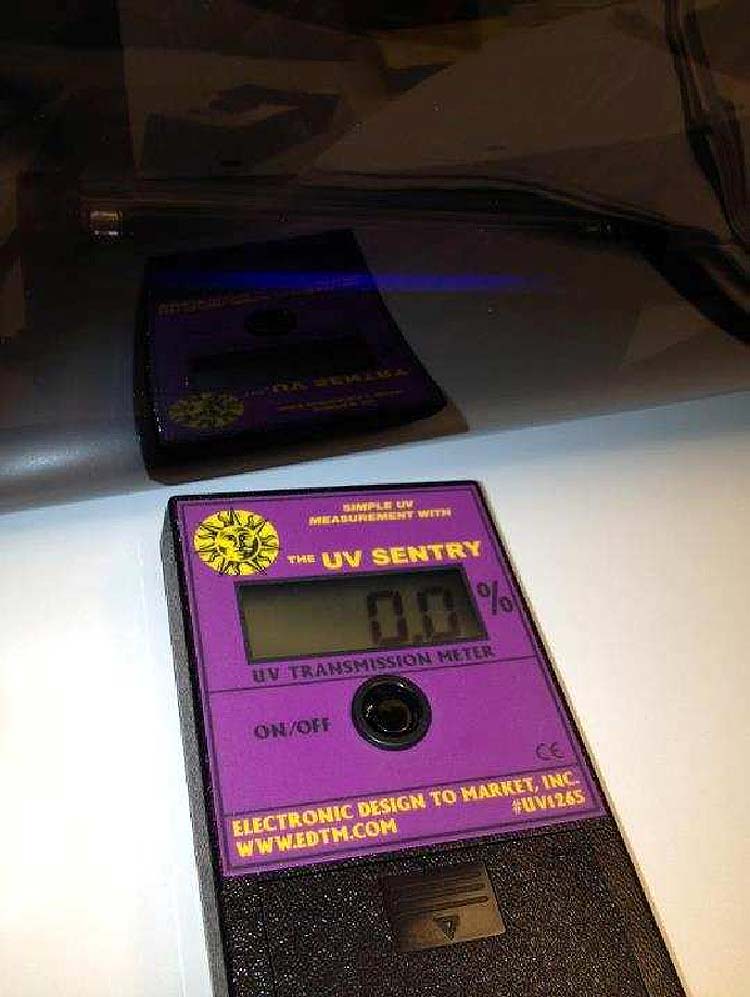 SIMPLE UV
MEASUREMENT WITH
THE UV SENTRY
0.0 %
UV TRANSMISSION METER
ON/OFF
CE
ELECTRONIC DESIGN TO MARKET, INC.
WWW.EDTM.COM #UV1265